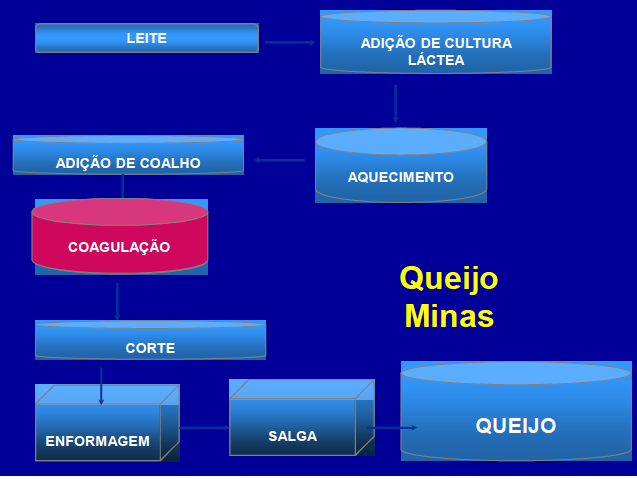 LEITE
ADIÇÃO DE CULTURA
LÁCTEA
AQUECIMENTO
ADIÇÃO DE COALHO
COAGULAÇÃO
Queijo
Minas
CORTE
ENFORMAGEM
SALGA
QUEIJO